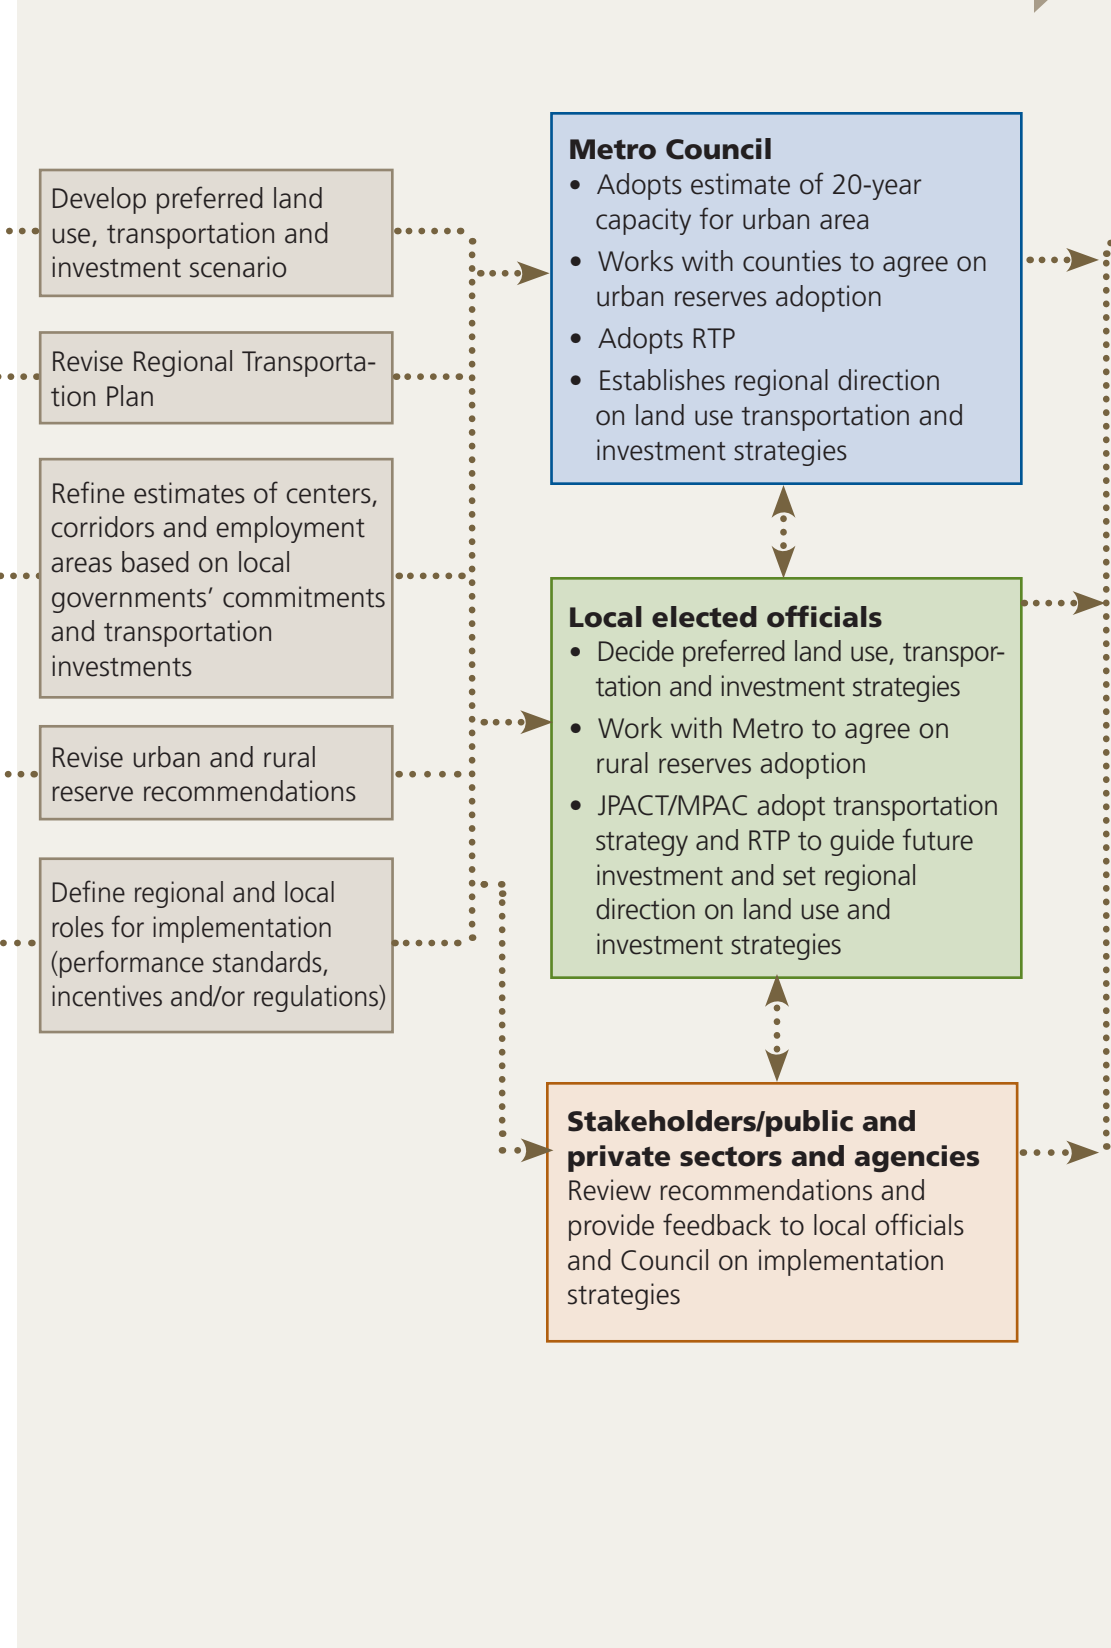 Develop preferred land
use, transportation and
investment scenario
Revise Regional Transporta-
tion Plan
Refine estimates of centers,
corridors and employment
areas based on local
governments’ commitments
and transportation
investments
Revise urban and rural
reserve recommendations
Define regional and local
roles for implementation
(performance standards,
incentives and/or regulations)
Metro Council
• Adopts estimate of 20-year
capacity for urban area
• Works with counties to agree on
urban reserves adoption
• Adopts RTP
• Establishes regional direction
on land use transportation and
investment strategies
Local elected officials
• Decide preferred land use, transpor-
tation and investment strategies
• Work with Metro to agree on
rural reserves adoption
• JPACT/MPAC adopt transportation
strategy and RTP to guide future
investment and set regional
direction on land use and
investment strategies
Stakeholders/public and
private sectors and agencies
Review recommendations and
provide feedback to local officials
and Council on implementation
strategies